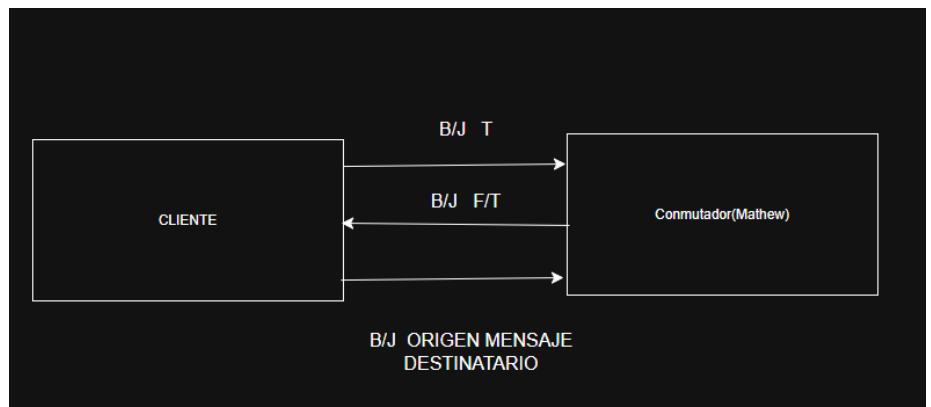 B/J T
B/J F/T
CLIENTE
Conmutador(Mathew)
B/J ORIGEN MENSAJE
DESTINATARIO